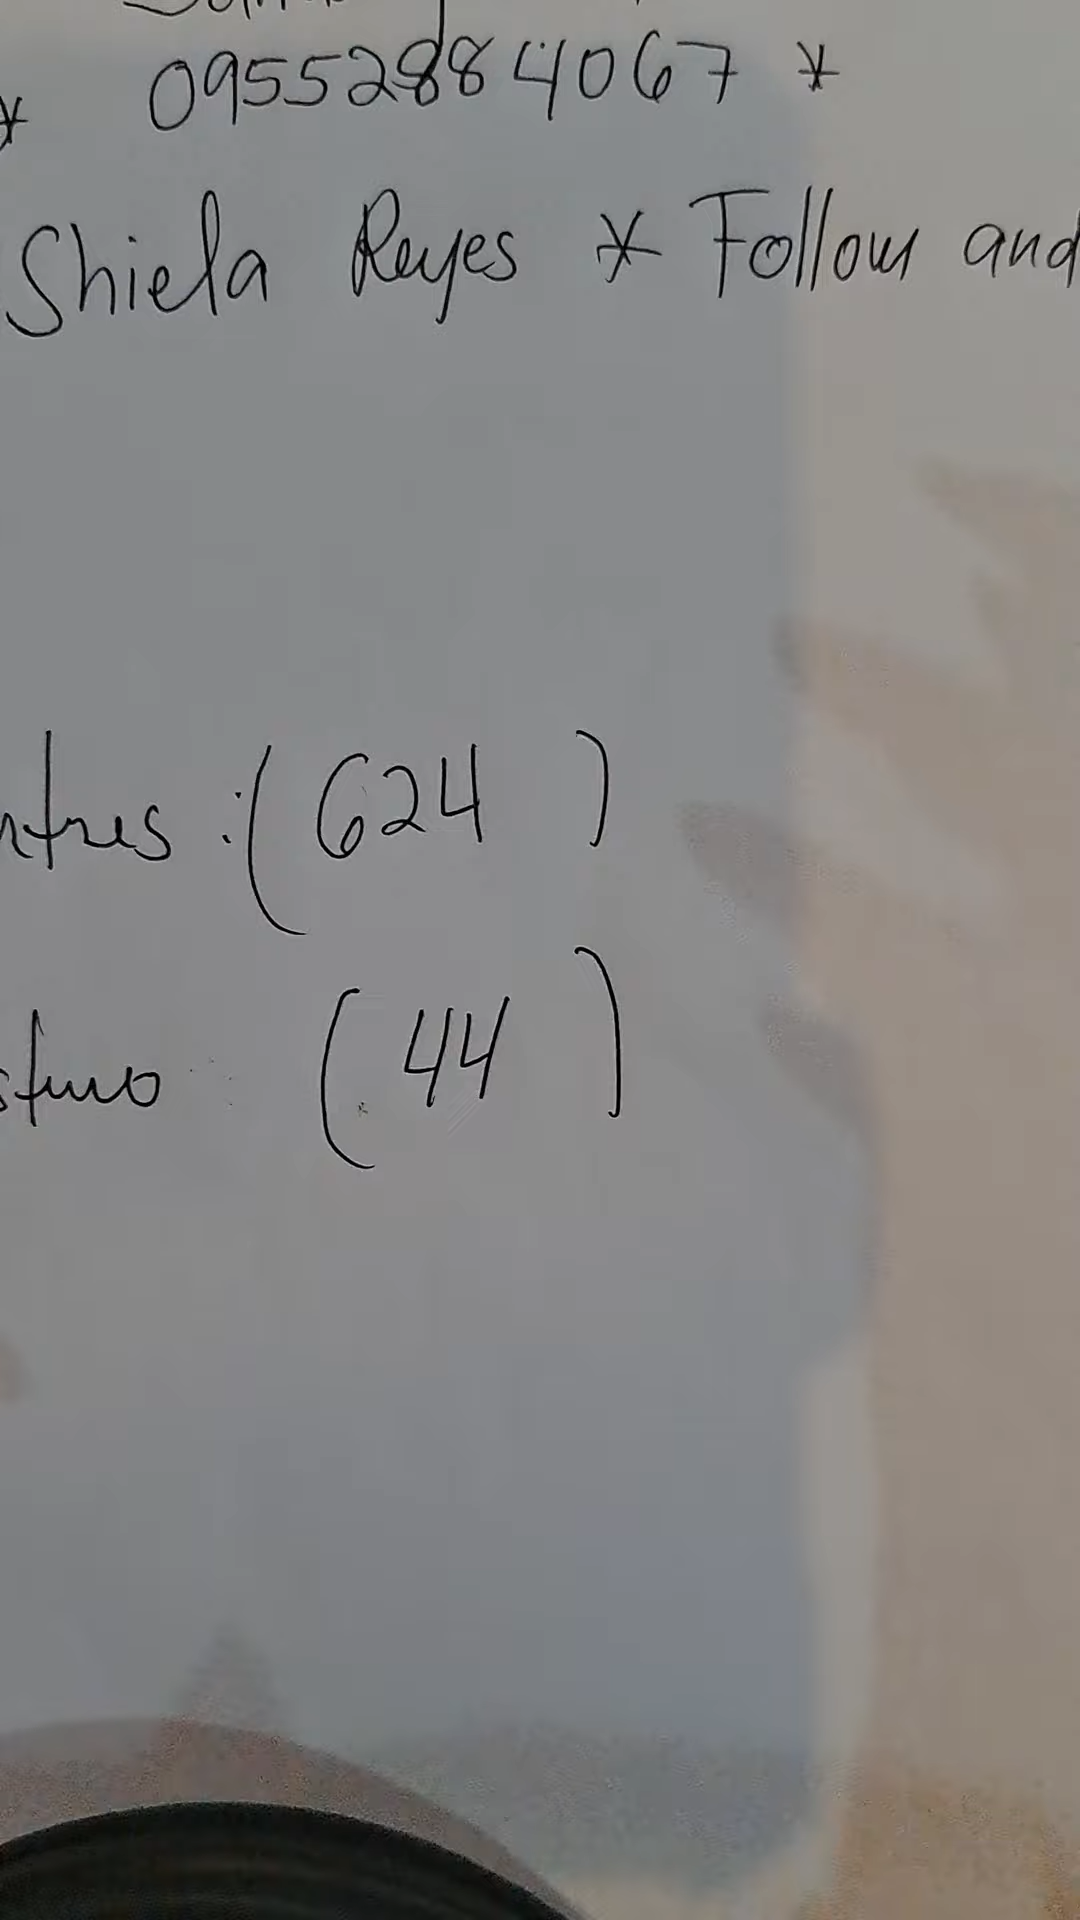 * 09552884067 *
Shiela Reyes * Follow and
:( 624 )
( 44 )